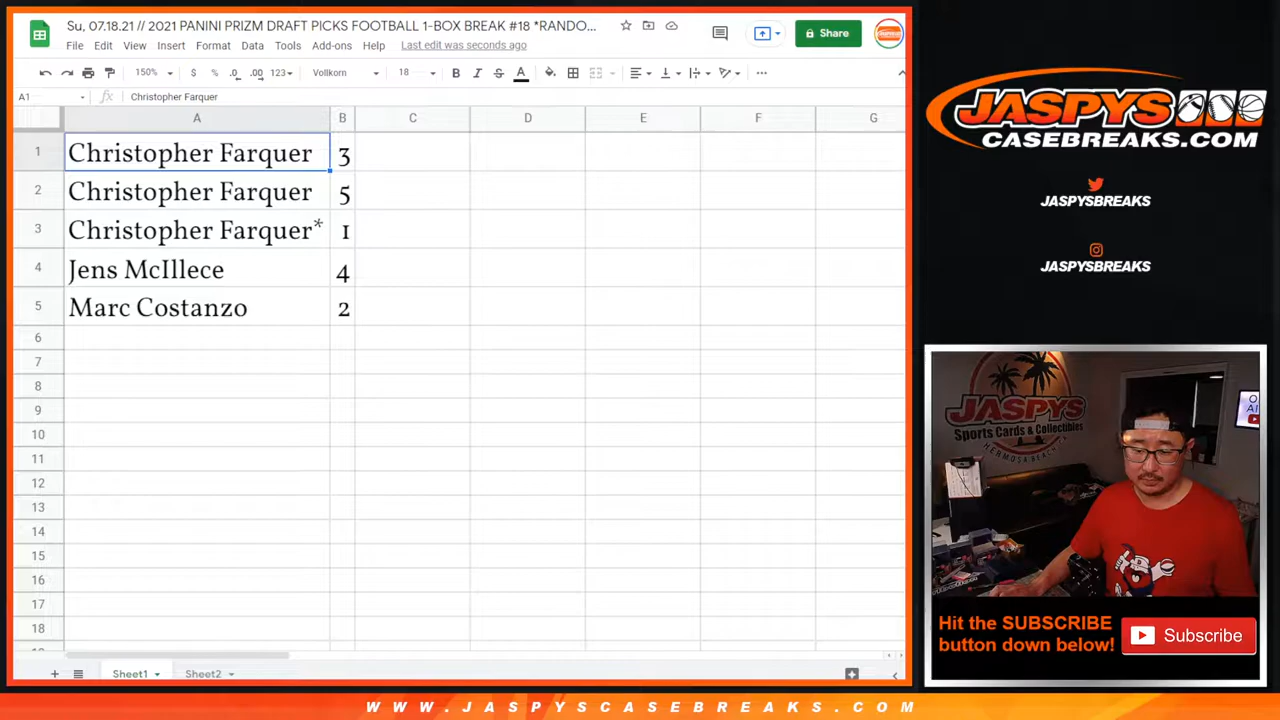 Su, 07.18.21 // 2021 PANINI PRIZM DRAFT PICKS FOOTBALL 1-BOX BREAK #18 *RANDO...
Share
File Edit View Insert Format Data Tools Add-ons Help Last edit was seconds ago
150% $ % .0 .00 123 Vollkorn 18 B I S A
A1 fx Christopher Farquer
A B C D E F G
1 Christopher Farquer 3
2 Christopher Farquer 5
3 Christopher Farquer* 1
4 Jens McIllece 4
5 Marc Costanzo 2
6
7
8
9
10
11
12
13
14
15
16
17
18
+ Sheet1 Sheet2
JASPYS
CASEBREAKS.COM
JASPYSBREAKS
JASPYSBREAKS
JASPYS
Sports Cards & Collectibles
HERMOSA BEACH
Hit the SUBSCRIBE
button down below!
Subscribe
WWW.JASPYSCASEBREAKS.COM